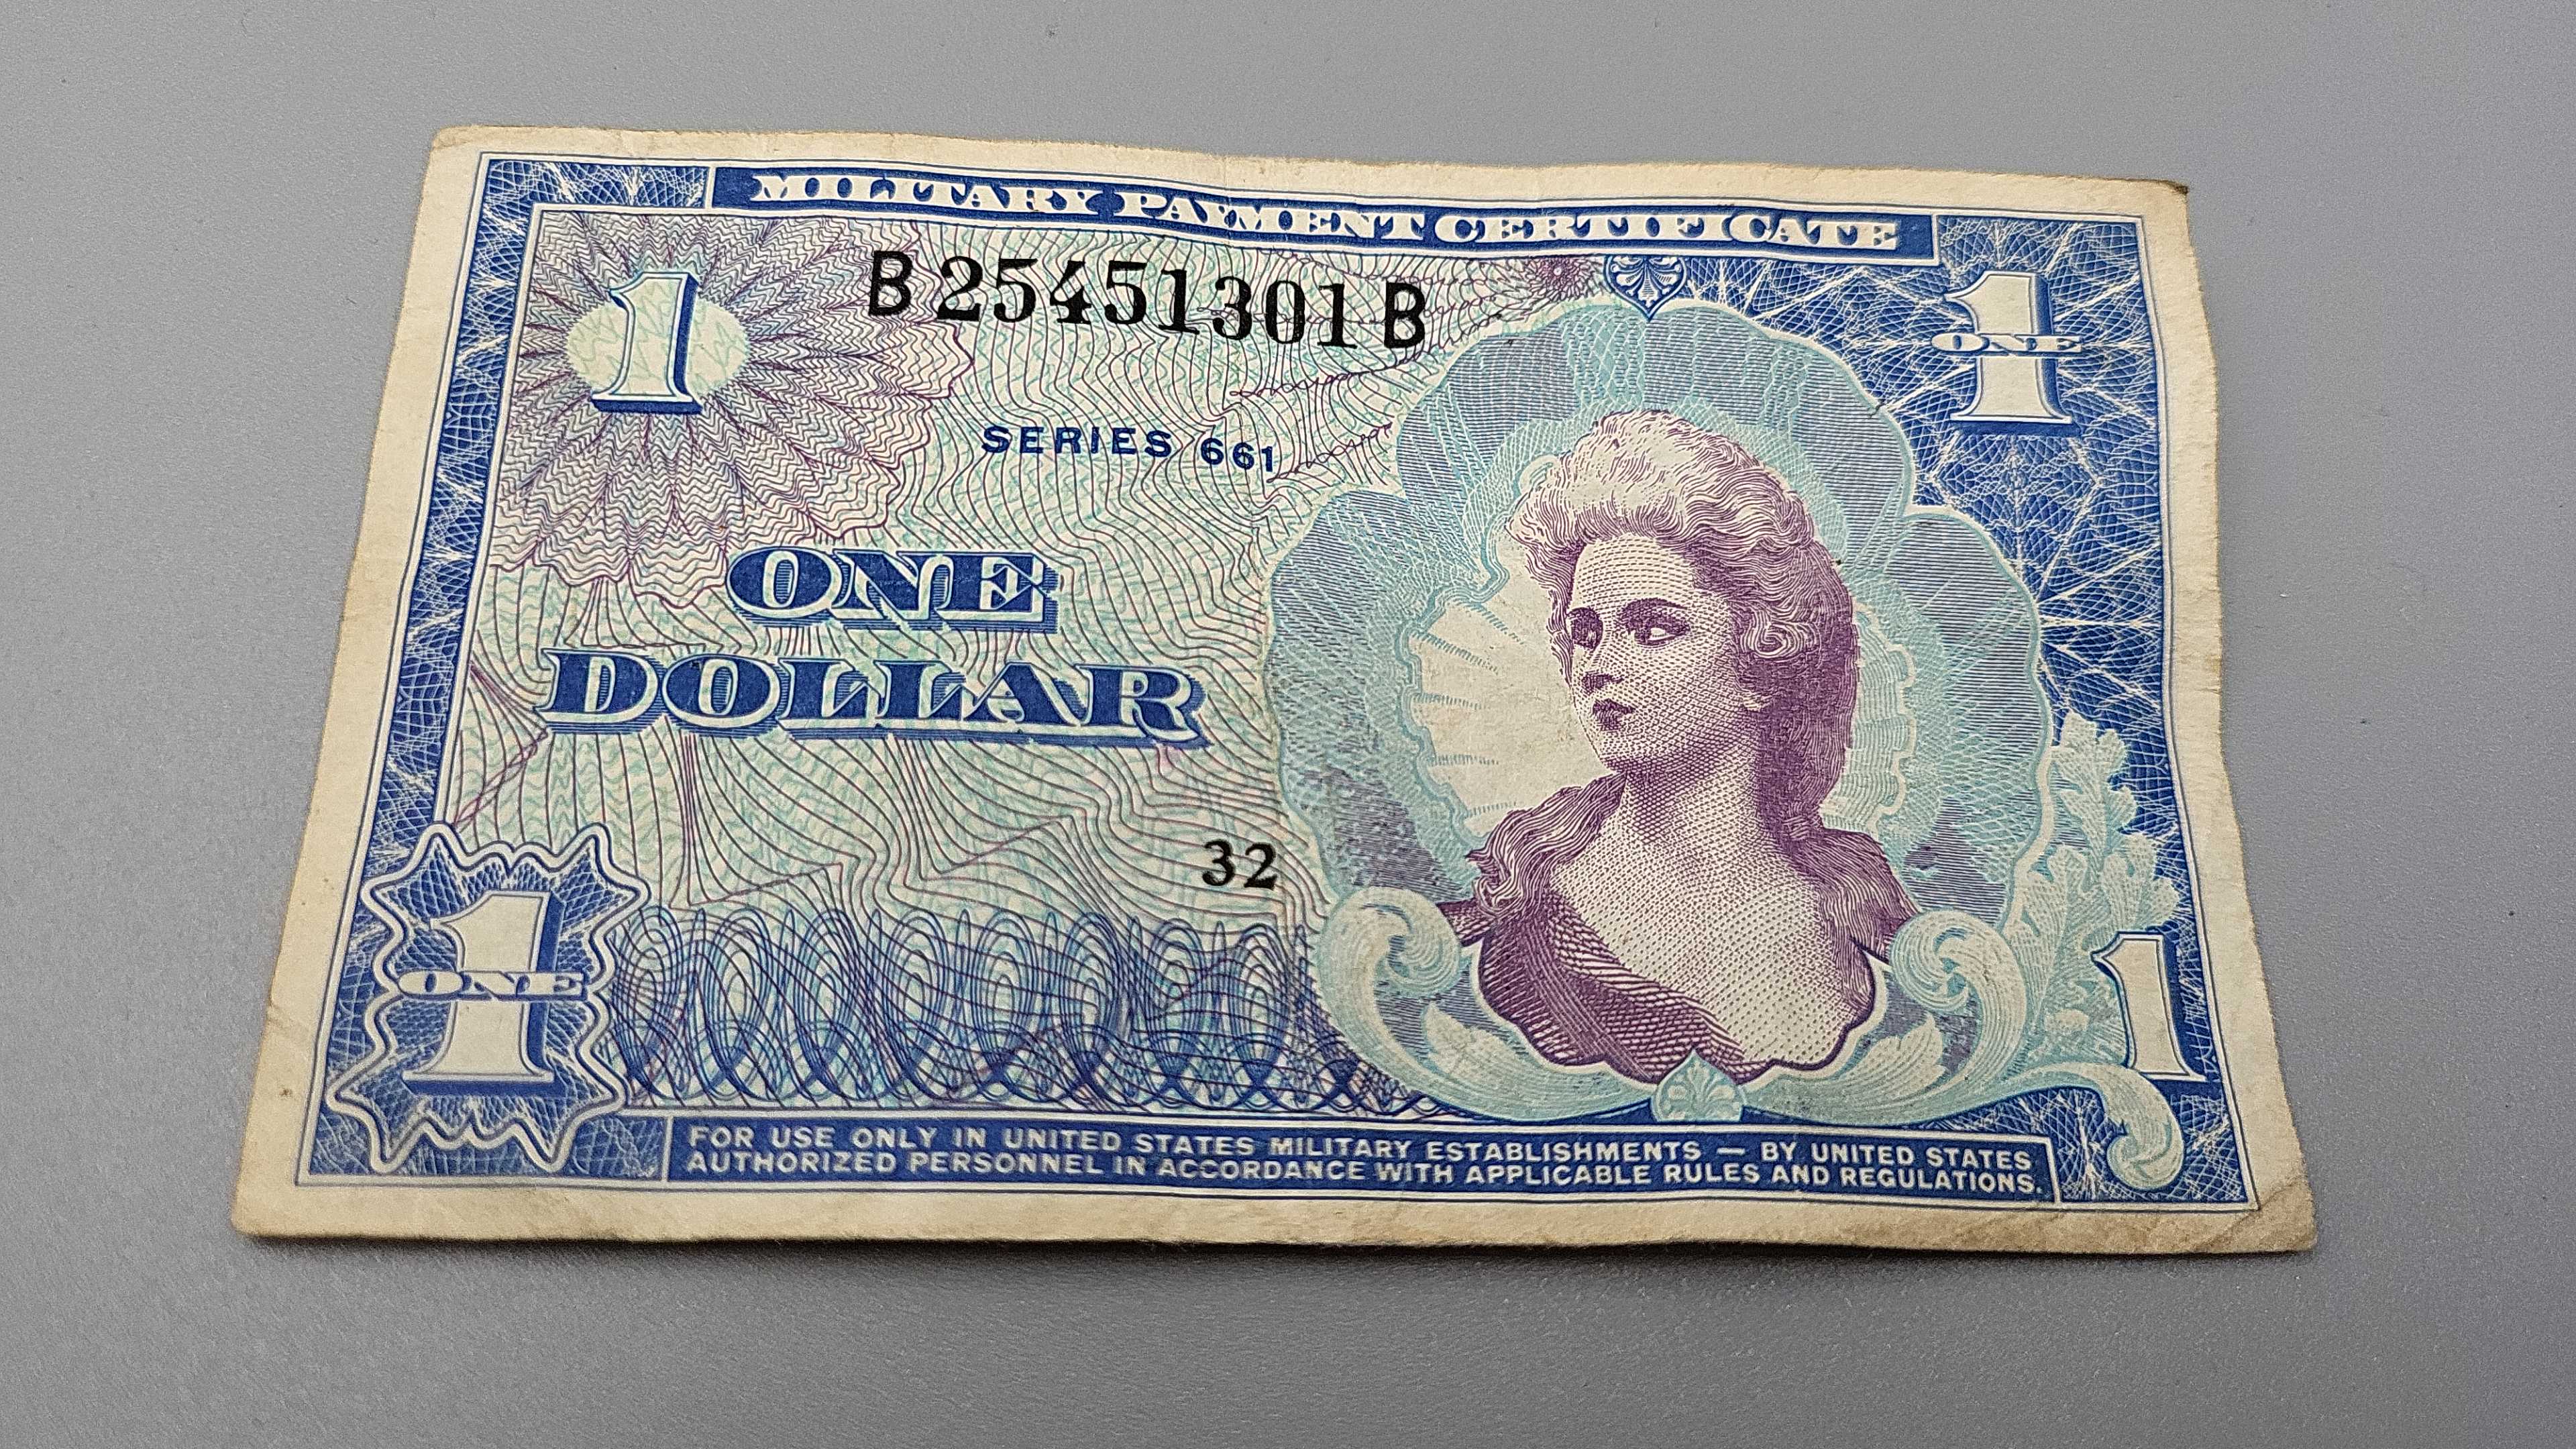 MILITARY PAYMENT CERTIFICATE
1
B25451301B
1
ONE
SERIES 661
ONE
DOLLAR
32
1
ONE
1
FOR USE ONLY IN UNITED STATES MILITARY ESTABLISHMENTS — BY UNITED STATES
AUTHORIZED PERSONNEL IN ACCORDANCE WITH APPLICABLE RULES AND REGULATIONS.